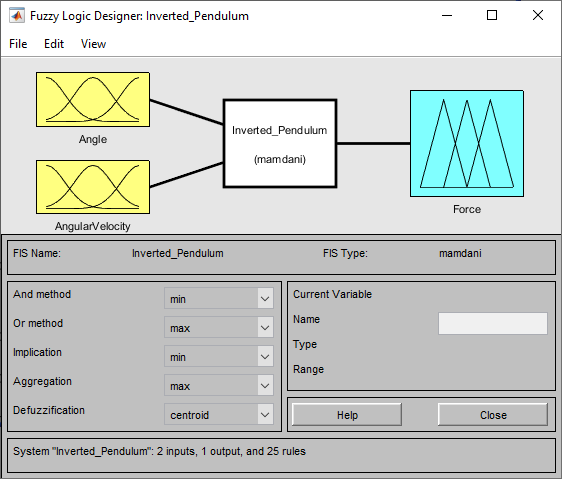 Fuzzy Logic Designer: Inverted_Pendulum
File Edit View
Angle
AngularVelocity
Inverted_Pendulum
(mamdani)
Force
FIS Name: Inverted_Pendulum FIS Type: mamdani
And method min
Or method max
Implication min
Aggregation max
Defuzzification centroid
Current Variable
Name
Type
Range
Help Close
System "Inverted_Pendulum": 2 inputs, 1 output, and 25 rules